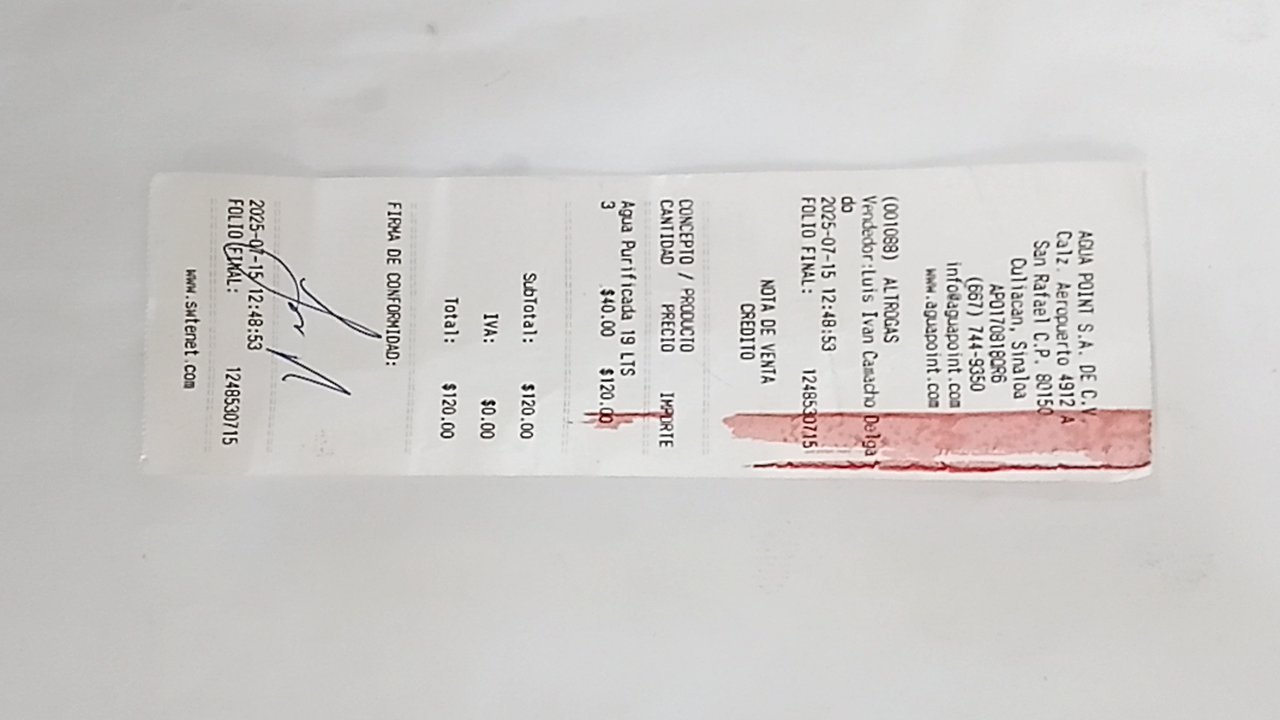 AGUA POINT S.A. DE C.V
Calz. Aeropuerto 4912 A
San Rafael C.P. 80150
Culiacan, Sinaloa
APO170818QR6
(667) 744-9350
info@aguapoint.com
www.aguapoint.com
(001088) ALTROGAS
Vendedor:Luis Ivan Camacho Delga
do
2025-07-15 12:48:53
FOLIO FINAL: 1248530715
NOTA DE VENTA
CREDITO
CONCEPTO / PRODUCTO
CANTIDAD PRECIO IMPORTE
Agua Purificada 19 LTS
3 $40.00 $120.00
SubTotal: $120.00
IVA: $0.00
Total: $120.00
FIRMA DE CONFORMIDAD:
2025-07-15 12:48:53
FOLIO FINAL: 1248530715
www.swtenet.com